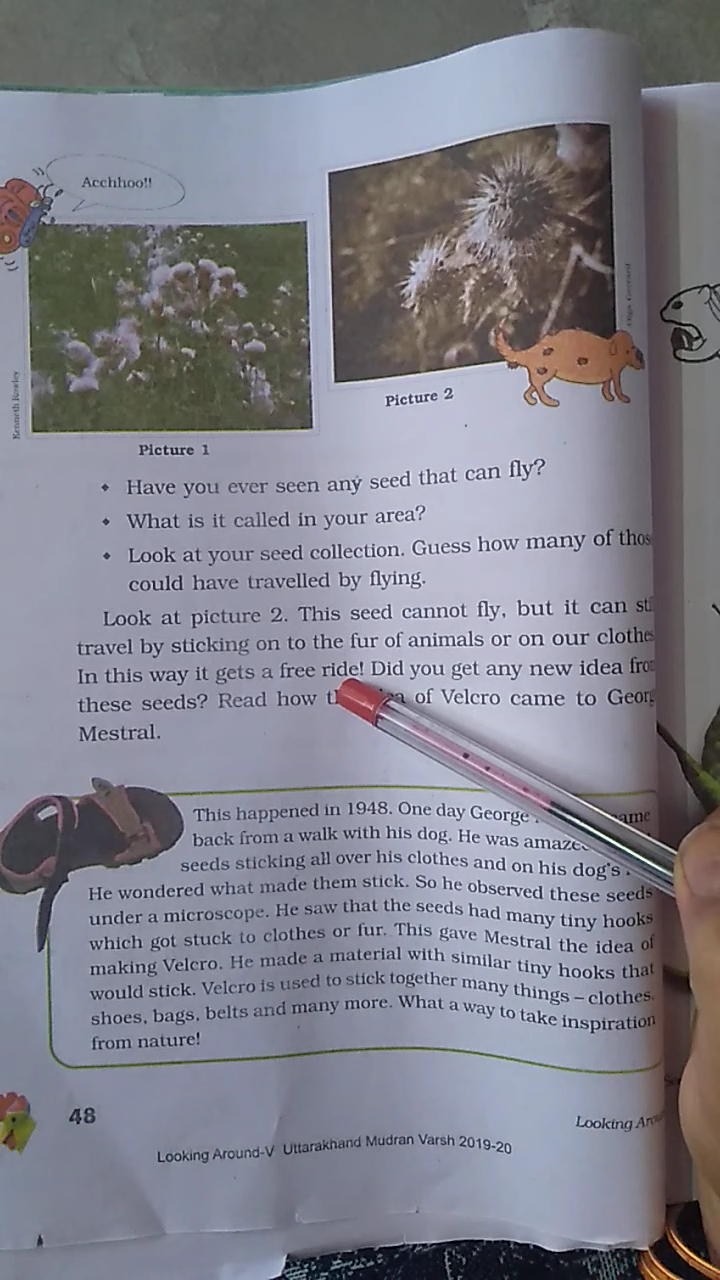 Acchhoo!!
Kenneth Rowley
Picture 1
Picture 2
• Have you ever seen any seed that can fly?
• What is it called in your area?
• Look at your seed collection. Guess how many of thos
could have travelled by flying.
Look at picture 2. This seed cannot fly, but it can sti
travel by sticking on to the fur of animals or on our clothes
In this way it gets a free ride! Did you get any new idea from
these seeds? Read how of Velcro came to Georg
Mestral.
This happened in 1948. One day George ame
back from a walk with his dog. He was amaze
seeds sticking all over his clothes and on his dog's
He wondered what made them stick. So he observed these seeds
under a microscope. He saw that the seeds had many tiny hooks
which got stuck to clothes or fur. This gave Mestral the idea of
making Velcro. He made a material with similar tiny hooks that
would stick. Velcro is used to stick together many things – clothes,
shoes, bags, belts and many more. What a way to take inspiration
from nature!
48
Looking Arou
Looking Around-V Uttarakhand Mudran Varsh 2019-20